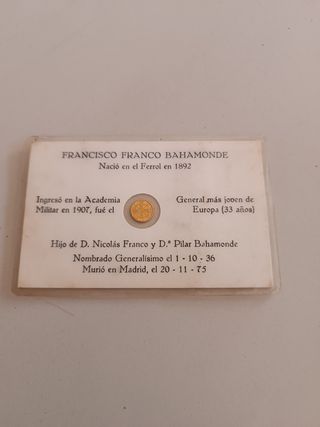 FRANCISCO FRANCO BAHAMONDE
Nació en el Ferrol en 1892
Ingresó en la Academia
Militar en 1907, fué el
General más joven de
Europa (33 años)
Hijo de D. Nicolás Franco y D.ª Pilar Bahamonde
Nombrado Generalísimo el 1 - 10 - 36
Murió en Madrid, el 20 - 11 - 75